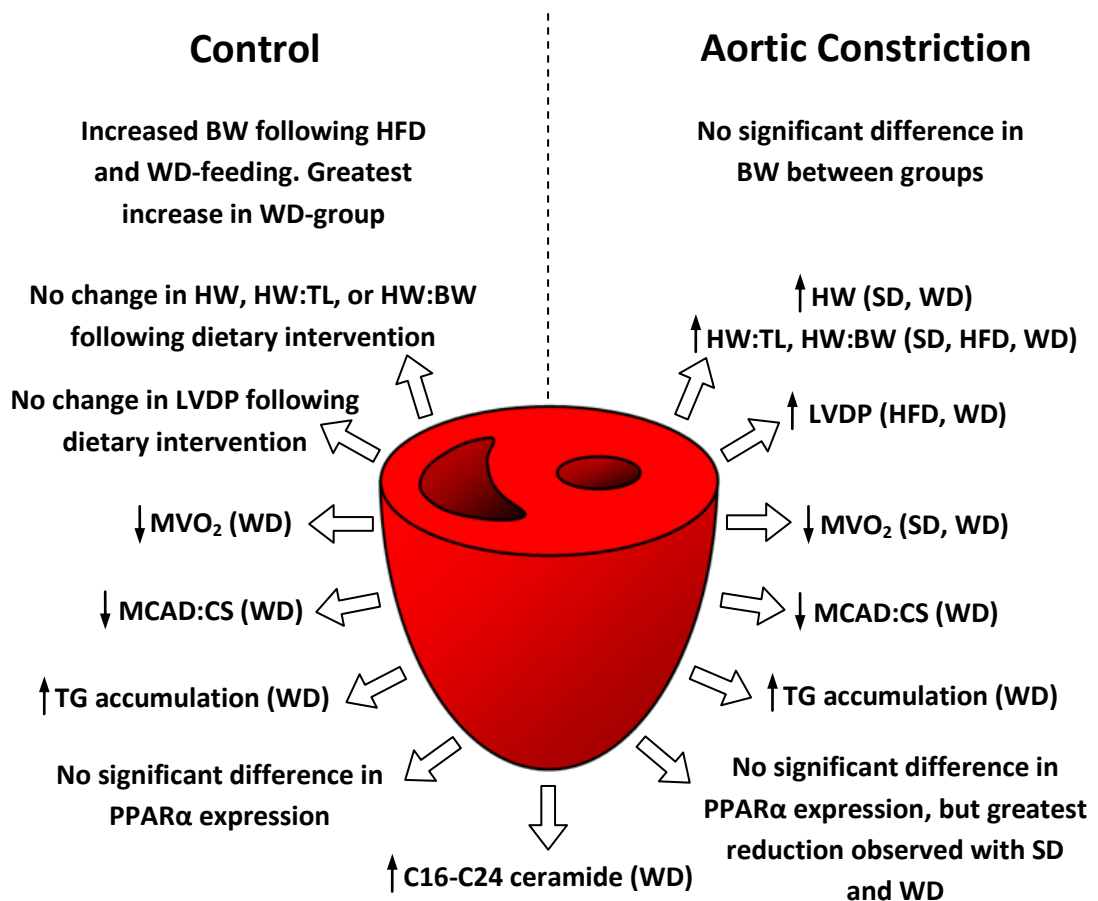 Control
Increased BW following HFD
and WD-feeding. Greatest
increase in WD-group
No change in HW, HW:TL, or HW:BW
following dietary intervention
No change in LVDP following
dietary intervention
↓MVO₂ (WD)
↓ MCAD:CS (WD)
↑TG accumulation (WD)
No significant difference in
PPARα expression
Aortic Constriction
No significant difference in
BW between groups
↑HW (SD, WD)
↑HW:TL, HW:BW (SD, HFD, WD)
↑ LVDP (HFD, WD)
↓MVO₂ (SD, WD)
↓ MCAD:CS (WD)
↑TG accumulation (WD)
No significant difference in
PPARα expression, but greatest
reduction observed with SD
and WD
↑ C16-C24 ceramide (WD)